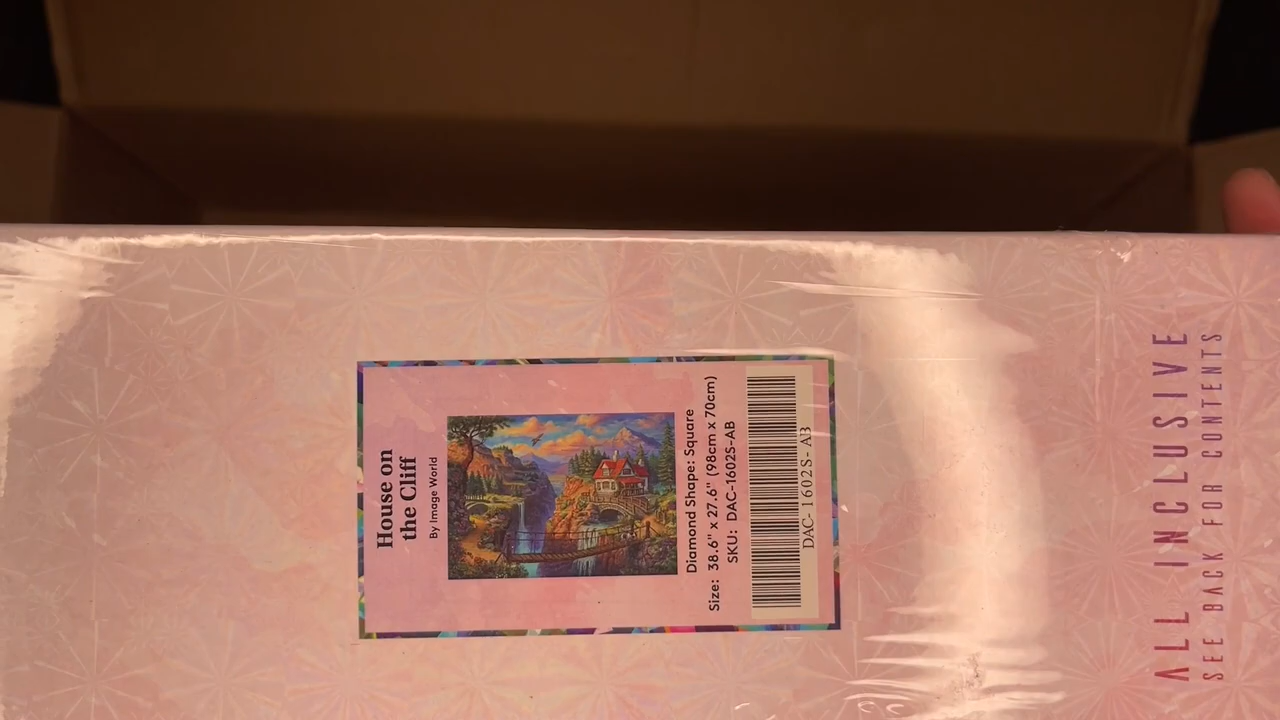 House on
the Cliff
By Image World
Diamond Shape: Square
Size: 38.6" x 27.6" (98cm x 70cm)
SKU: DAC-1602S-AB
DAC- 1602S- AB
ALL INCLUSIVE
SEE BACK FOR CONTENTS